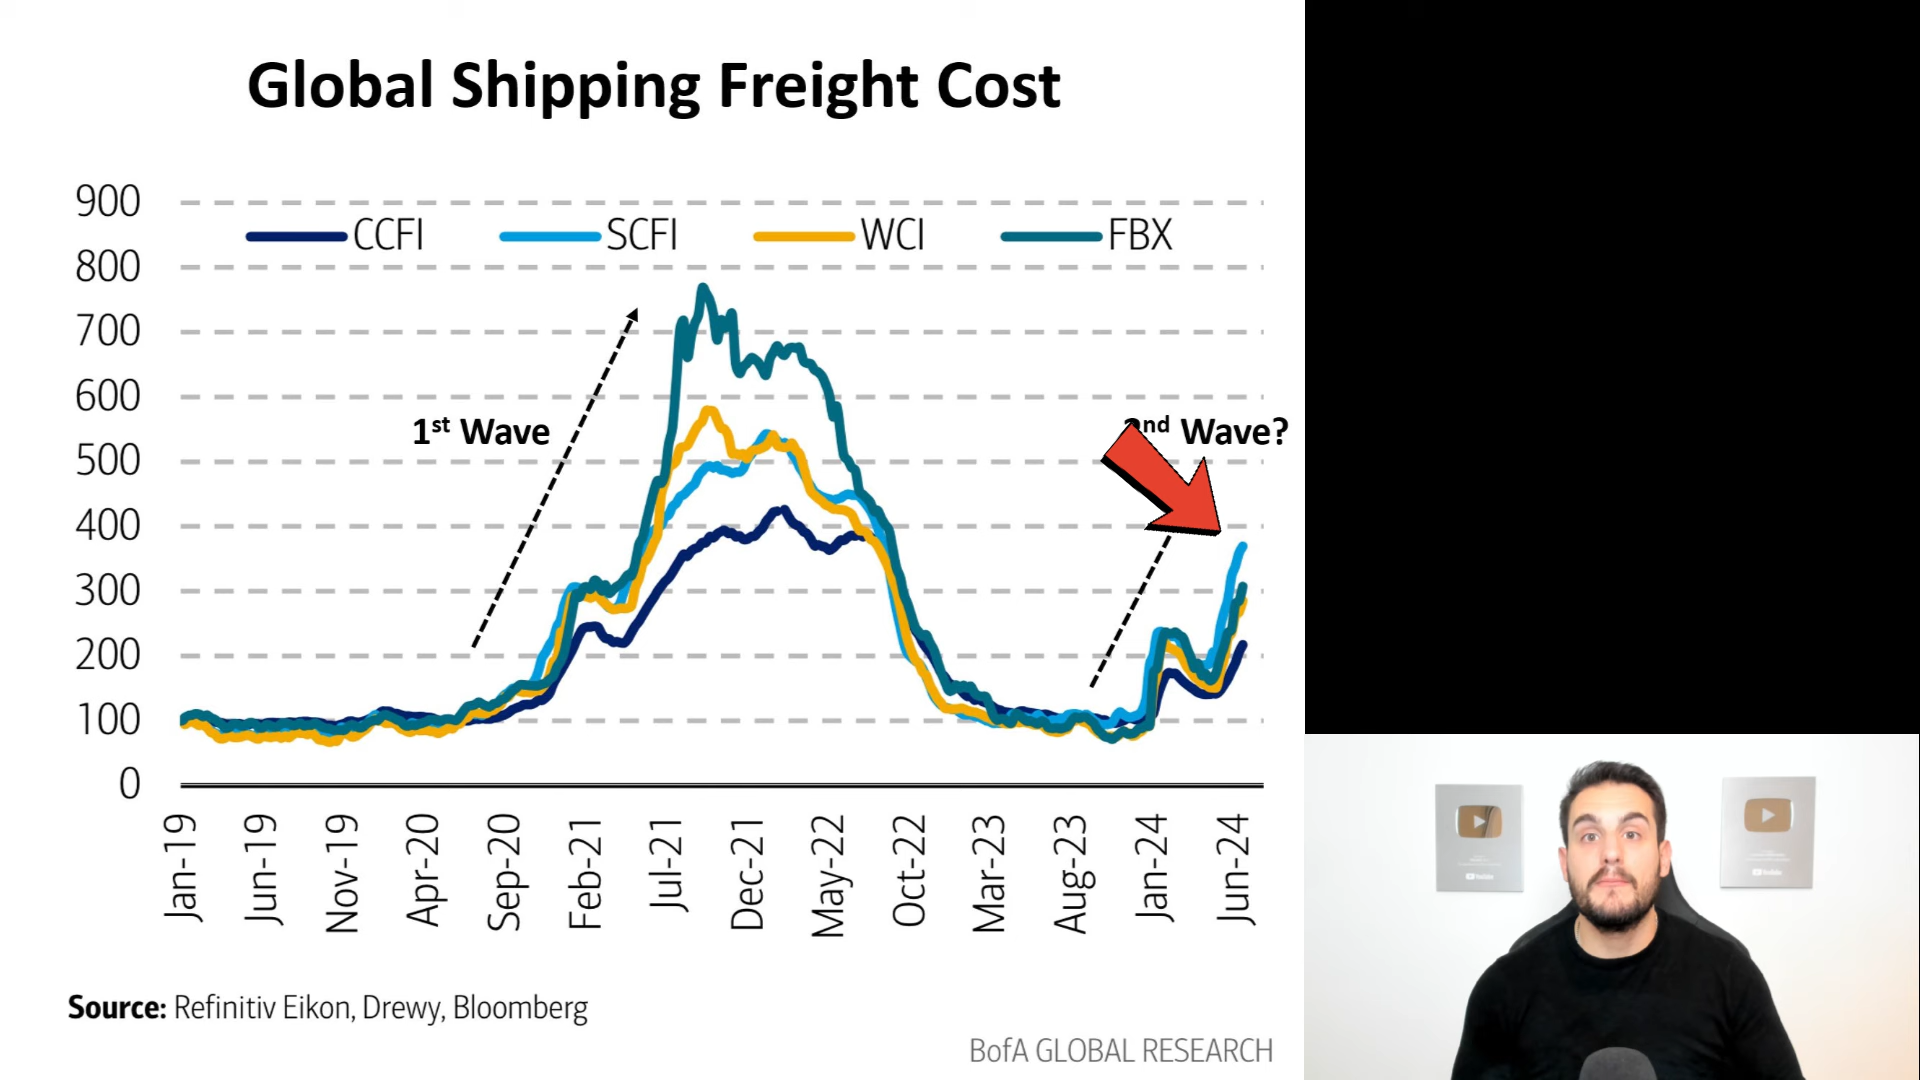 Global Shipping Freight Cost
900
CCFI SCFI WCI FBX
800
700
600
1st Wave
nd Wave?
500
400
300
200
100
0
Jan-19 Jun-19 Nov-19 Apr-20 Sep-20 Feb-21 Jul-21 Dec-21 May-22 Oct-22 Mar-23 Aug-23 Jan-24 Jun-24
Source: Refinitiv Eikon, Drewy, Bloomberg
BofA GLOBAL RESEARCH
YouTube
YouTube